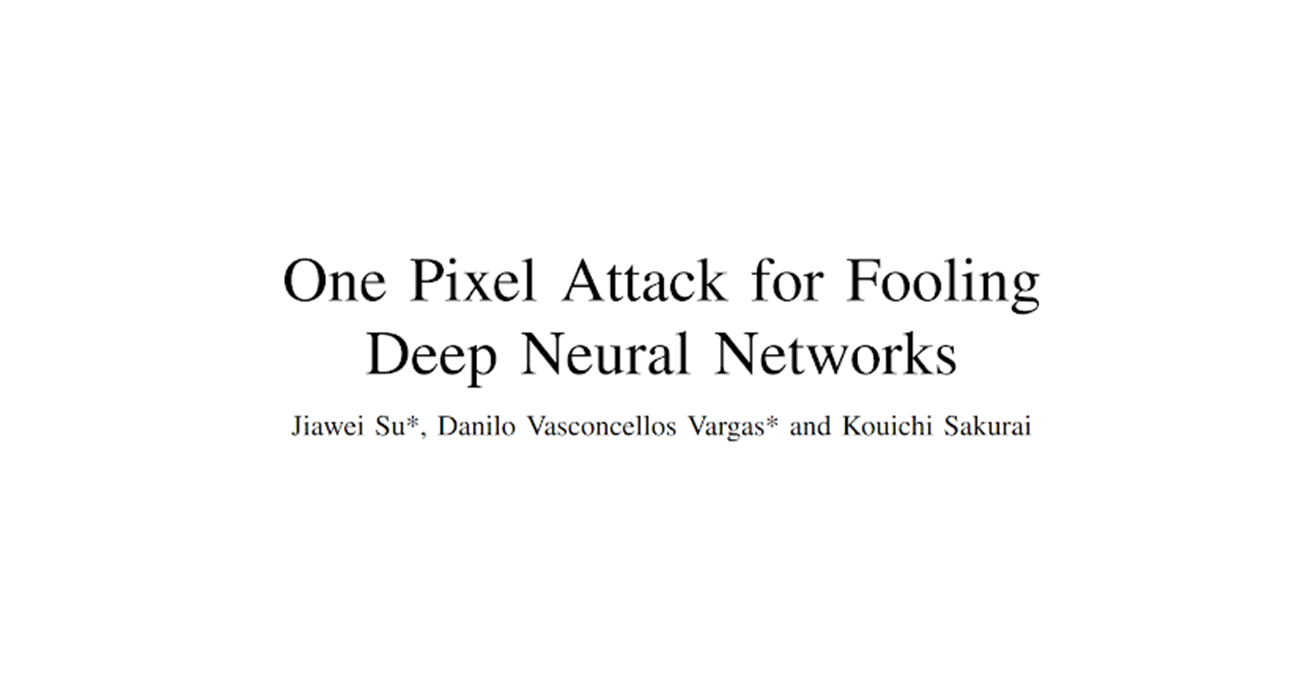 One Pixel Attack for Fooling
Deep Neural Networks
Jiawei Su*, Danilo Vasconcellos Vargas* and Kouichi Sakurai